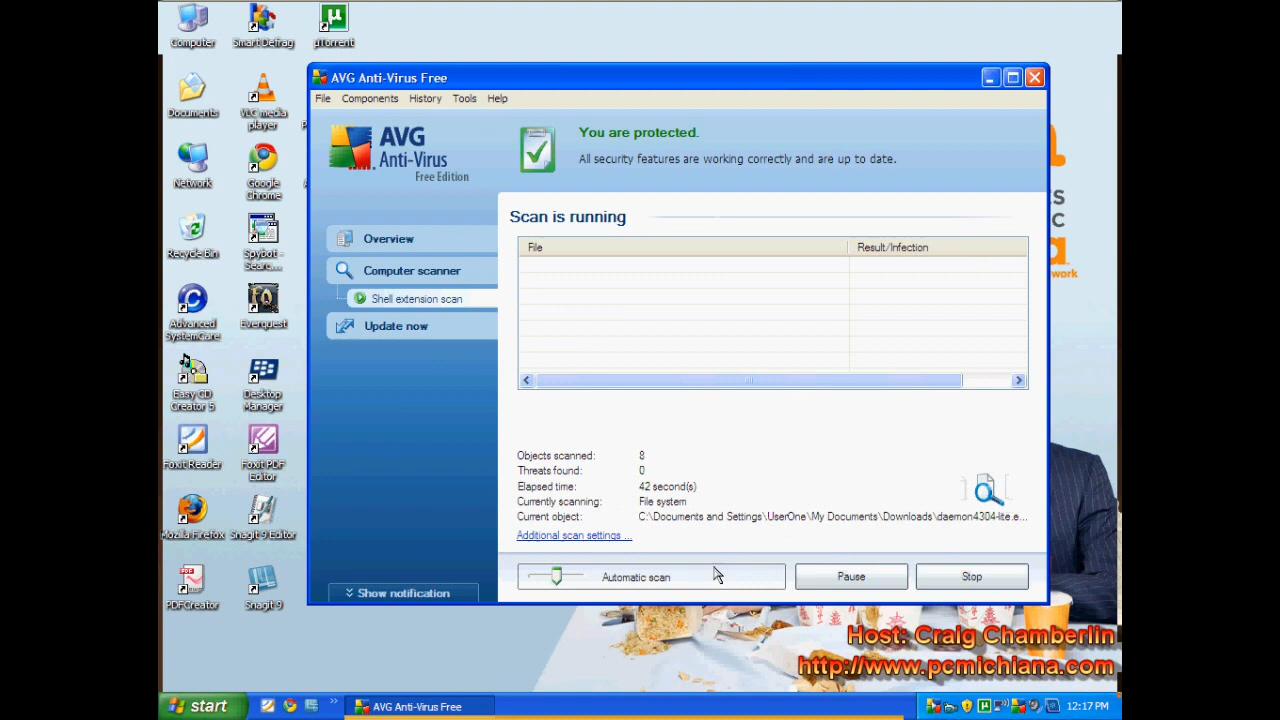 Computer
Smart Defrag
µTorrent
Documents
VLC media
player
Network
Google
Chrome
Recycle Bin
Spybot -
Searc...
Advanced
SystemCare
Everquest
Easy CD
Creator 5
Desktop
Manager
Foxit Reader
Foxit PDF
Editor
Mozilla Firefox
Snagit 9 Editor
PDFCreator
Snagit 9
AVG Anti-Virus Free
File
Components
History
Tools
Help
AVG
Anti-Virus
Free Edition
You are protected.
All security features are working correctly and are up to date.
Overview
Computer scanner
Shell extension scan
Update now
Show notification
Scan is running
File
Result/Infection
Objects scanned: 8
Threats found: 0
Elapsed time: 42 second(s)
Currently scanning: File system
Current object: C:\Documents and Settings\UserOne\My Documents\Downloads\daemon4304-lite.e...
Additional scan settings ...
Automatic scan
Pause
Stop
Host: Craig Chamberlin
http://www.pcmichiana.com
start
AVG Anti-Virus Free
12:17 PM